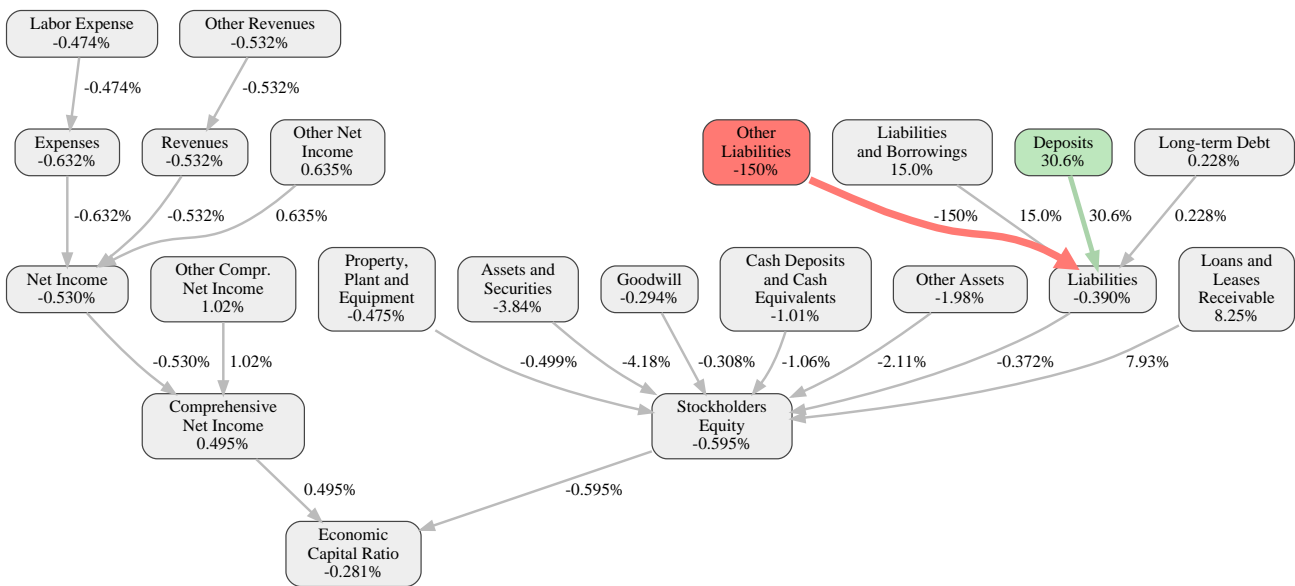 Labor Expense
-0.474%
Other Revenues
-0.532%
-0.474%
-0.532%
Expenses
-0.632%
Revenues
-0.532%
Other Net
Income
0.635%
Other
Liabilities
-150%
Liabilities
and Borrowings
15.0%
Deposits
30.6%
Long-term Debt
0.228%
-0.632%
-0.532%
0.635%
-150%
15.0%
30.6%
0.228%
Net Income
-0.530%
Other Compr.
Net Income
1.02%
Property,
Plant and
Equipment
-0.475%
Assets and
Securities
-3.84%
Goodwill
-0.294%
Cash Deposits
and Cash
Equivalents
-1.01%
Other Assets
-1.98%
Liabilities
-0.390%
Loans and
Leases
Receivable
8.25%
-0.530%
1.02%
-0.499%
-4.18%
-0.308%
-1.06%
-2.11%
-0.372%
7.93%
Comprehensive
Net Income
0.495%
Stockholders
Equity
-0.595%
0.495%
-0.595%
Economic
Capital Ratio
-0.281%